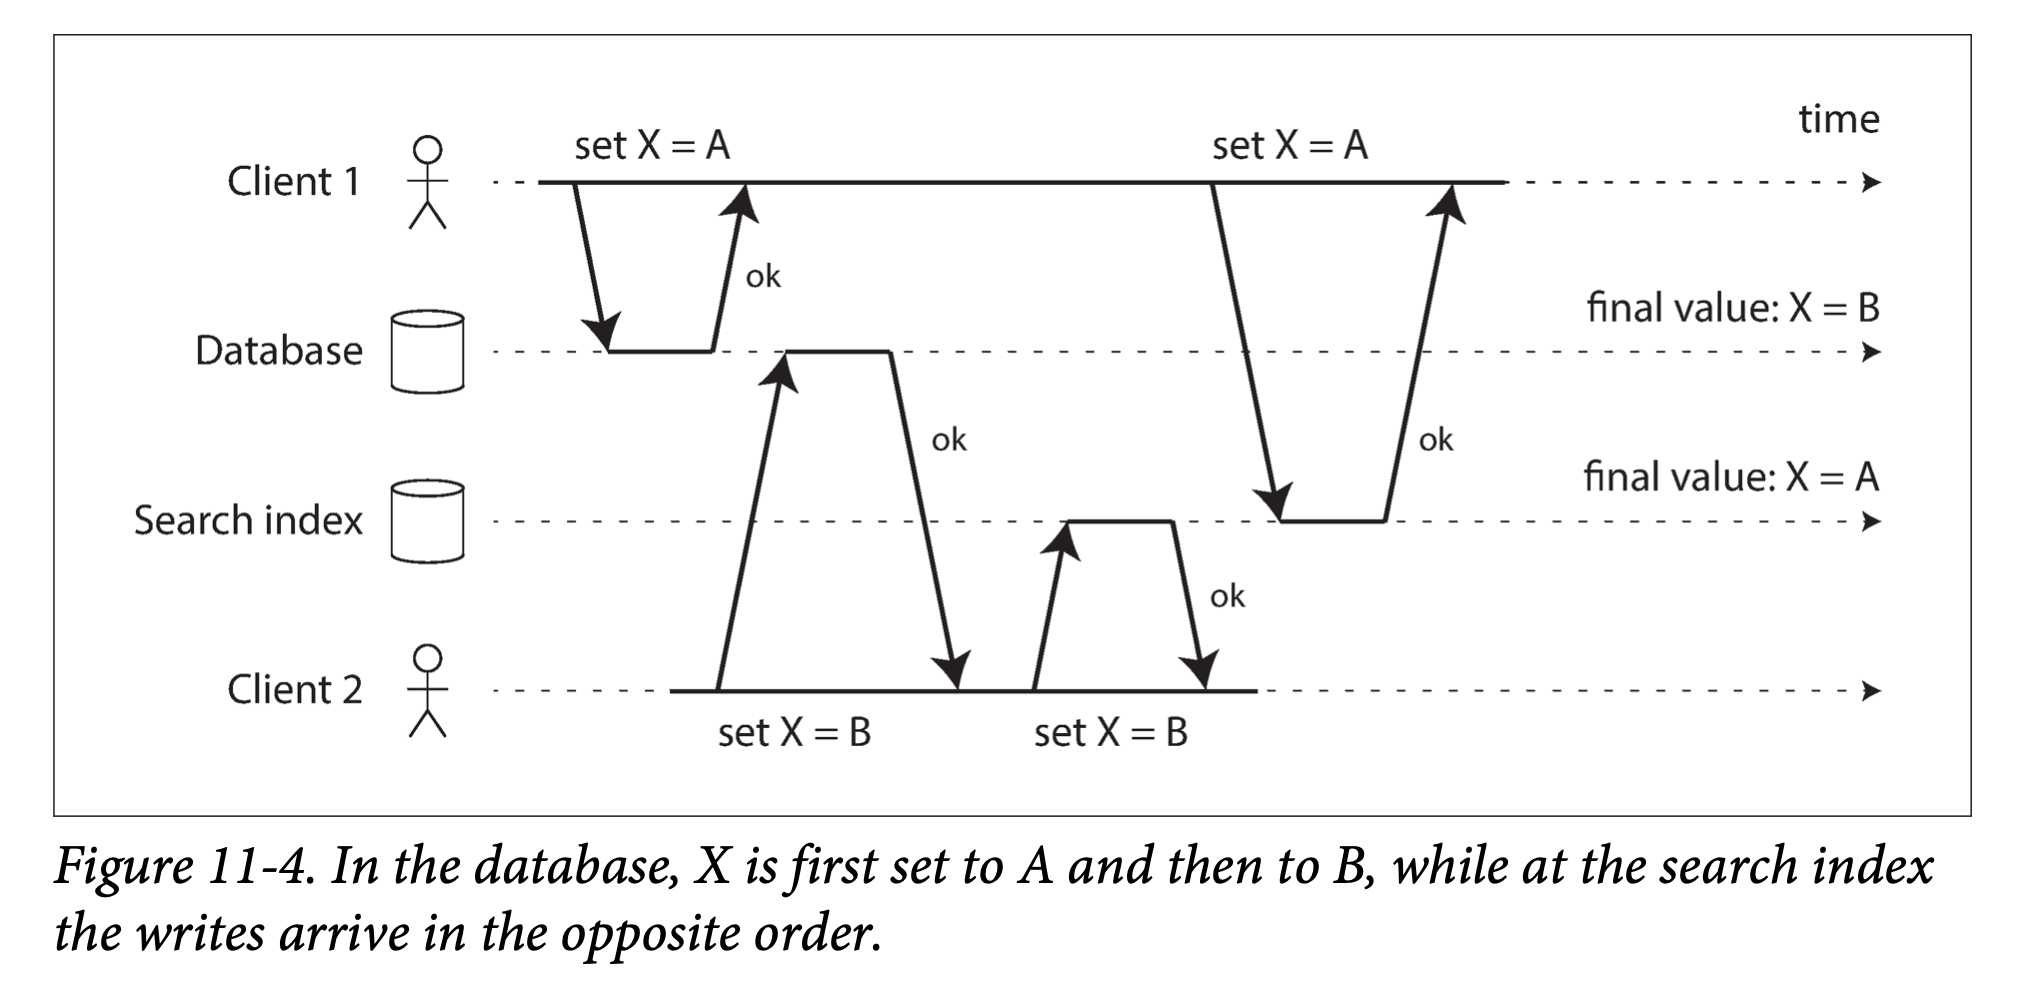 time
set X = A
set X = A
Client 1
ok
final value: X = B
Database
ok
ok
final value: X = A
Search index
ok
Client 2
set X = B
set X = B
Figure 11-4. In the database, X is first set to A and then to B, while at the search index
the writes arrive in the opposite order.